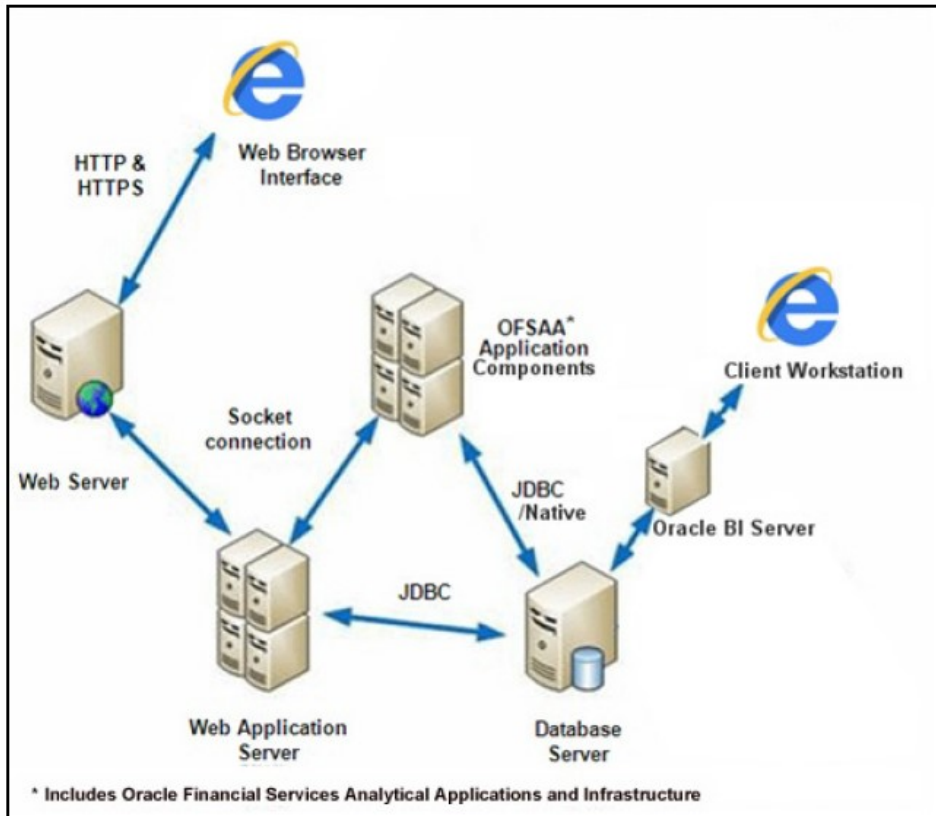 HTTP &
HTTPS
Web Browser
Interface
OFSAA*
Application
Components
Client Workstation
Socket
connection
Web Server
JDBC
/Native
Oracle BI Server
JDBC
Web Application
Server
Database
Server
* Includes Oracle Financial Services Analytical Applications and Infrastructure